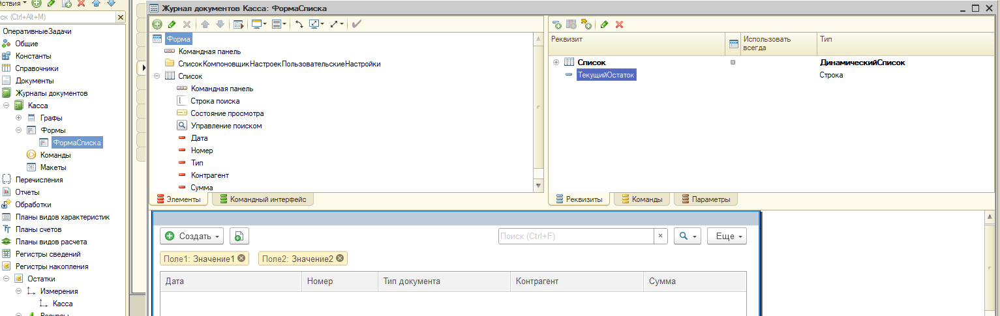 Действия
Журнал документов Касса: ФормаСписка
ск (Ctrl+Alt+M)
ОперативныеЗадачи
Общие
Константы
Справочники
Документы
Журналы документов
Касса
Графы
Формы
ФормаСписка
Команды
Макеты
Перечисления
Отчеты
Обработки
Планы видов характеристик
Планы счетов
Планы видов расчета
Регистры сведений
Регистры накопления
Остатки
Измерения
Касса
Форма
Командная панель
СписокКомпоновщикНастроекПользовательскиеНастройки
Список
Командная панель
Строка поиска
Состояние просмотра
Управление поиском
Дата
Номер
Тип
Контрагент
Сумма
Элементы
Командный интерфейс
Реквизит
Использовать
всегда
Тип
Список
ДинамическийСписок
ТекущийОстаток
Строка
Реквизиты
Команды
Параметры
Создать
Поиск (Ctrl+F)
Еще
Поле1: Значение1
Поле2: Значение2
Дата
Номер
Тип документа
Контрагент
Сумма